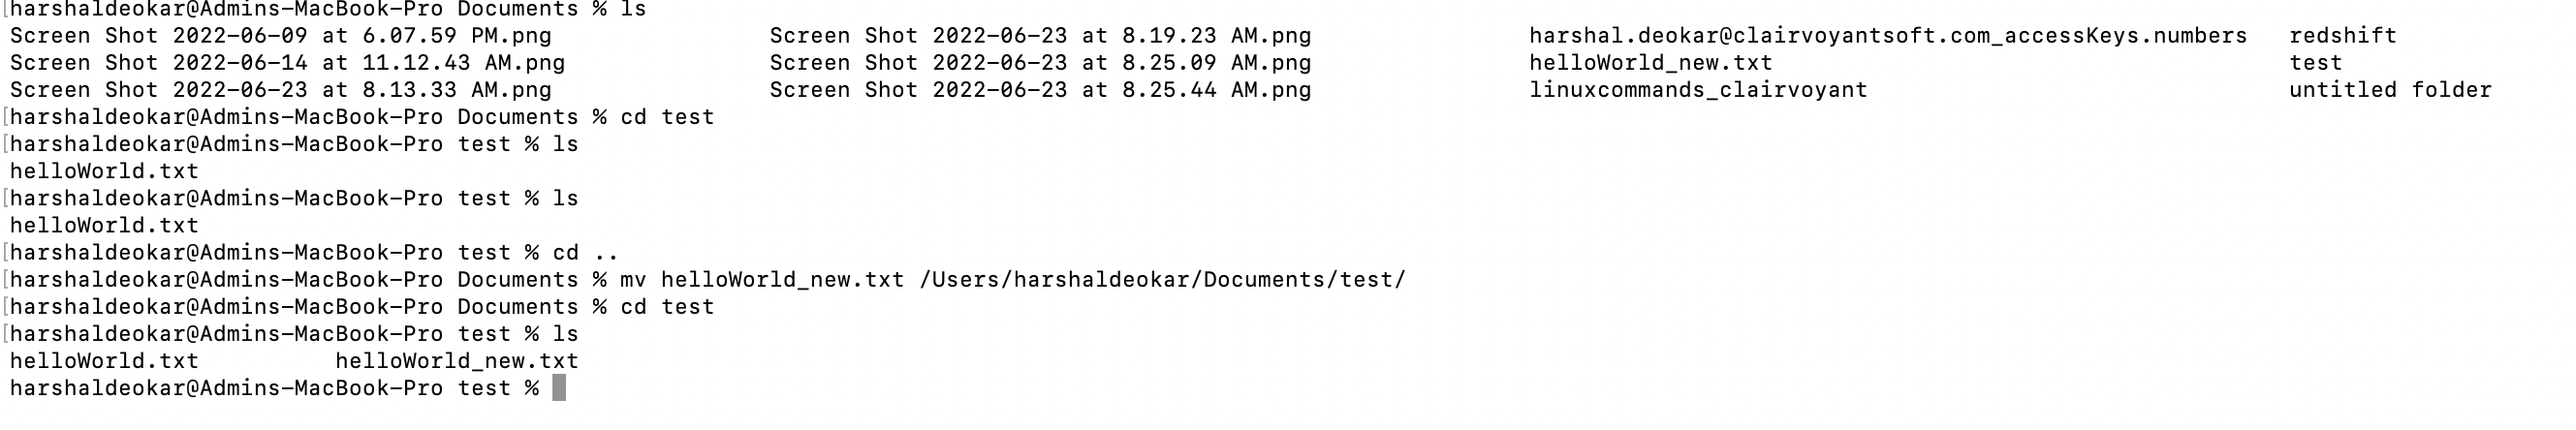 [harshaldeokar@Admins-MacBook-Pro Documents % ls
Screen Shot 2022-06-09 at 6.07.59 PM.png Screen Shot 2022-06-23 at 8.19.23 AM.png harshal.deokar@clairvoyantsoft.com_accessKeys.numbers redshift
Screen Shot 2022-06-14 at 11.12.43 AM.png Screen Shot 2022-06-23 at 8.25.09 AM.png helloWorld_new.txt test
Screen Shot 2022-06-23 at 8.13.33 AM.png Screen Shot 2022-06-23 at 8.25.44 AM.png linuxcommands_clairvoyant untitled folder
[harshaldeokar@Admins-MacBook-Pro Documents % cd test
[harshaldeokar@Admins-MacBook-Pro test % ls
helloWorld.txt
[harshaldeokar@Admins-MacBook-Pro test % ls
helloWorld.txt
[harshaldeokar@Admins-MacBook-Pro test % cd ..
[harshaldeokar@Admins-MacBook-Pro Documents % mv helloWorld_new.txt /Users/harshaldeokar/Documents/test/
[harshaldeokar@Admins-MacBook-Pro Documents % cd test
[harshaldeokar@Admins-MacBook-Pro test % ls
helloWorld.txt helloWorld_new.txt
harshaldeokar@Admins-MacBook-Pro test %